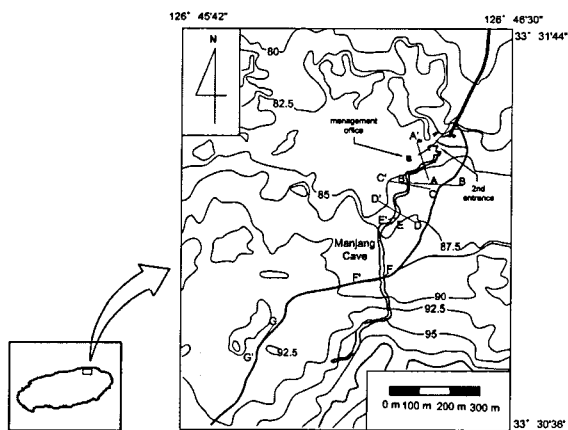 126° 45'42"
126° 46'30"
33° 31'44"
N
80
82.5
management
office
A'
C'
B'
A
B
C
2nd
entrance
D'
85
E'
E
D
87.5
Manjang
Cave
F'
F
90
92.5
95
G
G'
92.5
0 m 100 m 200 m 300 m
33° 30'36"